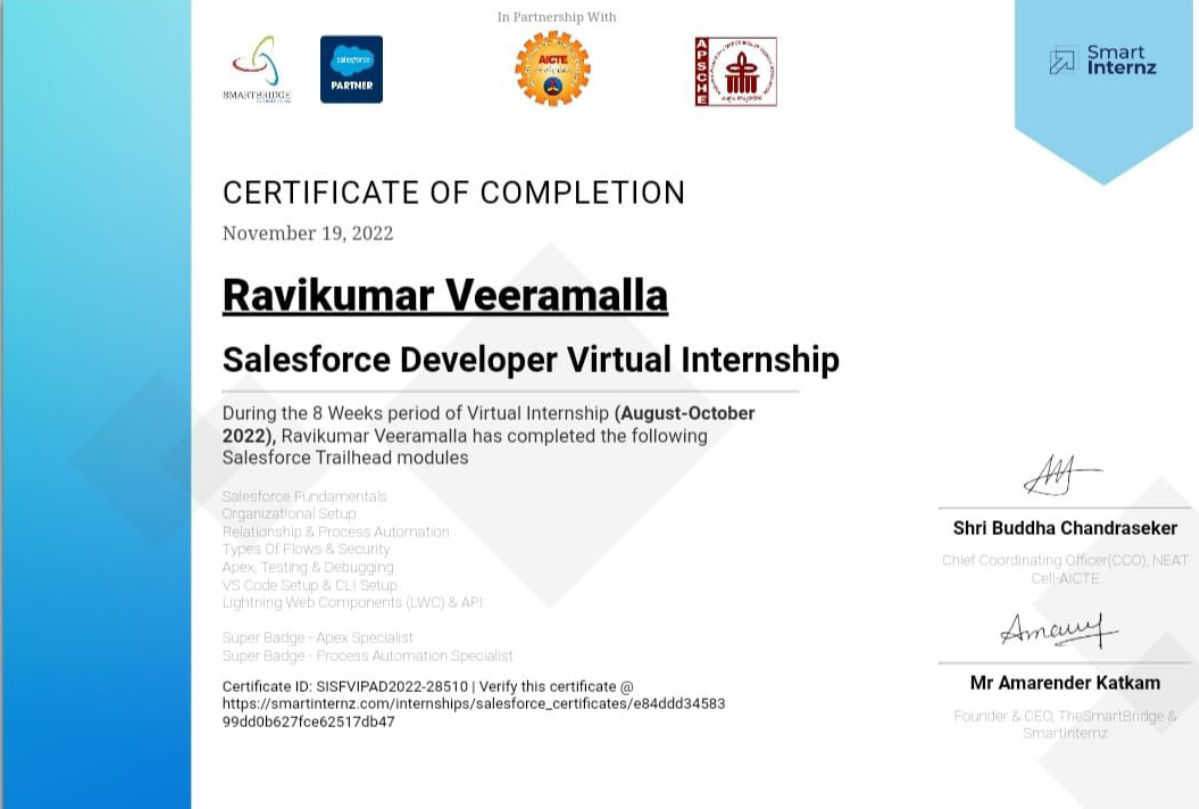 In Partnership With
SMARTBRIDGE
salesforce
PARTNER
AICTE
APSCHE
Smart
Internz
CERTIFICATE OF COMPLETION
November 19, 2022
Ravikumar Veeramalla
Salesforce Developer Virtual Internship
During the 8 Weeks period of Virtual Internship (August-October
2022), Ravikumar Veeramalla has completed the following
Salesforce Trailhead modules
Salesforce Fundamentals
Organizational Setup
Relationship & Process Automation
Types Of Flows & Security
Apex, Testing & Debugging
VS Code Setup & CLI Setup
Lightning Web Components (LWC) & API
Super Badge - Apex Specialist
Super Badge - Process Automation Specialist
Certificate ID: SISFVIPAD2022-28510 | Verify this certificate @
https://smartinternz.com/internships/salesforce_certificates/e84ddd34583
99dd0b627fce62517db47
Shri Buddha Chandraseker
Chief Coordinating Officer(CCO), NEAT
Cell-AICTE
Mr Amarender Katkam
Founder & CEO, TheSmartBridge &
Smartinternz